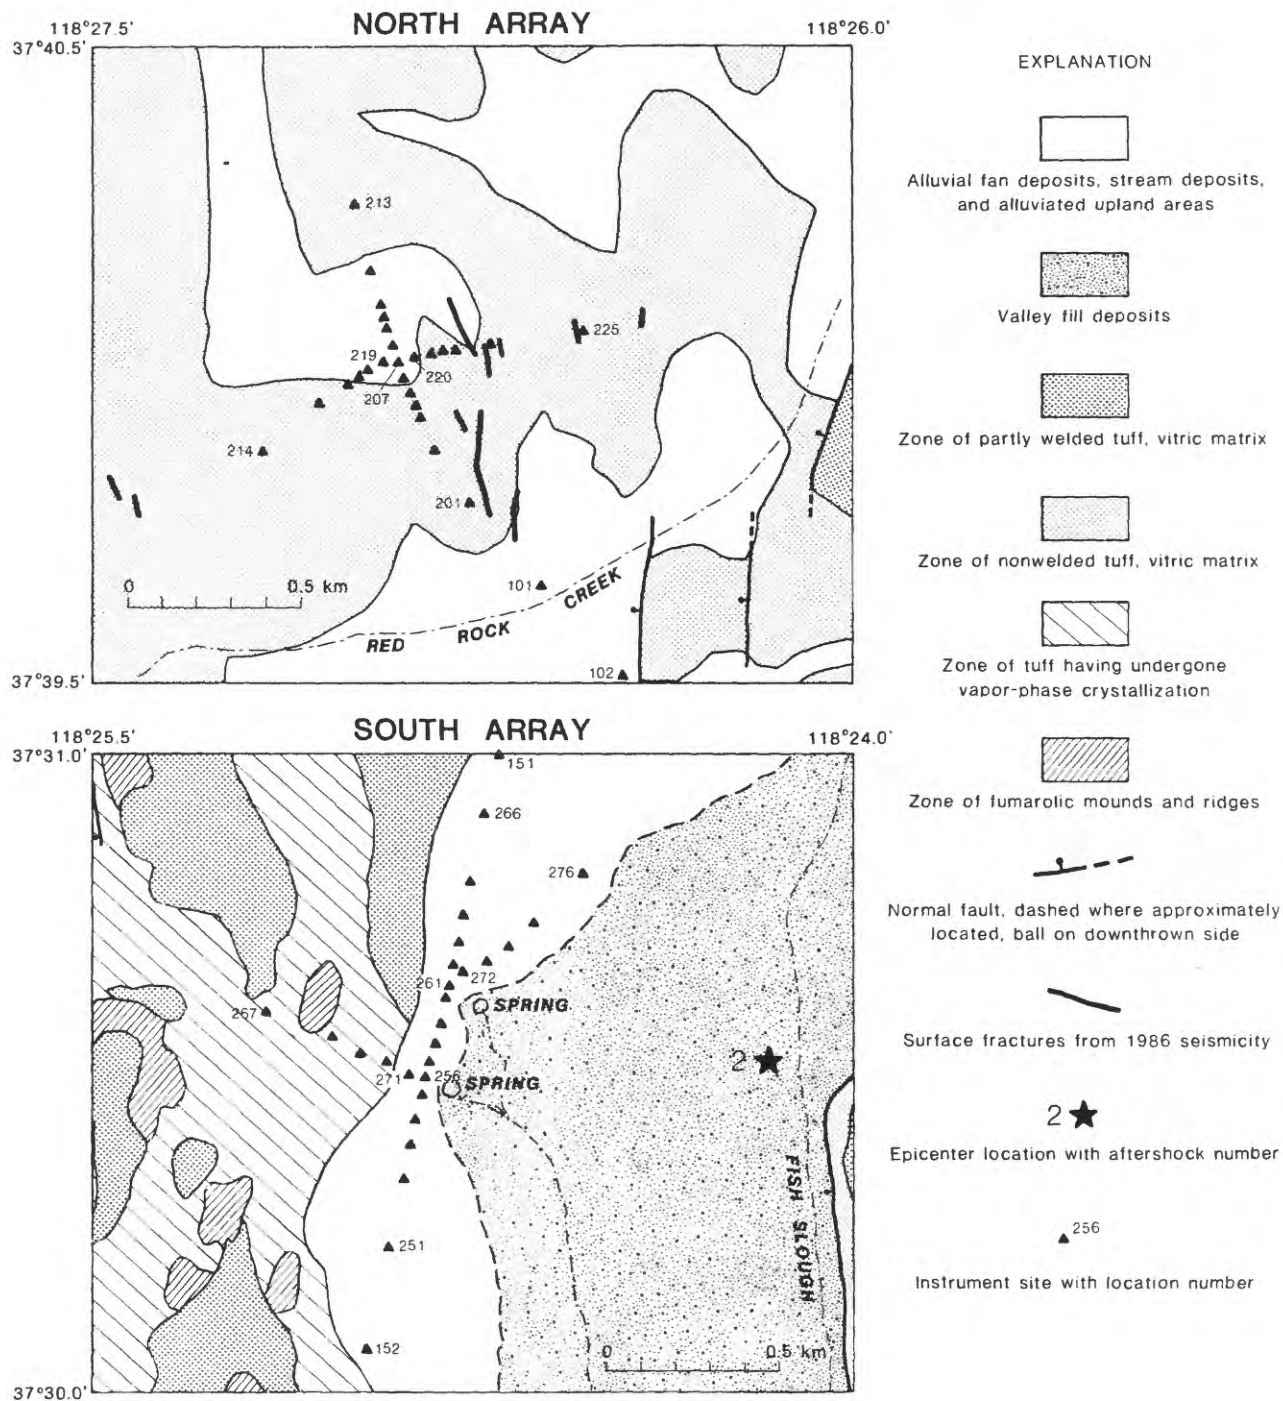 NORTH ARRAY
118°27.5'
118°26.0'
37°40.5'
213
225
219
220
207
214
201
0 0.5 km
101
CREEK
ROCK
RED
102
37°39.5'
SOUTH ARRAY
118°25.5'
118°24.0'
37°31.0'
151
266
276
272
261
SPRING
267
2
271
256
SPRING
FISH SLOUGH
251
152
0 0.5 km
37°30.0'
EXPLANATION
Alluvial fan deposits, stream deposits,
and alluviated upland areas
Valley fill deposits
Zone of partly welded tuff, vitric matrix
Zone of nonwelded tuff, vitric matrix
Zone of tuff having undergone
vapor-phase crystallization
Zone of fumarolic mounds and ridges
Normal fault, dashed where approximately
located, ball on downthrown side
Surface fractures from 1986 seismicity
2
Epicenter location with aftershock number
256
Instrument site with location number